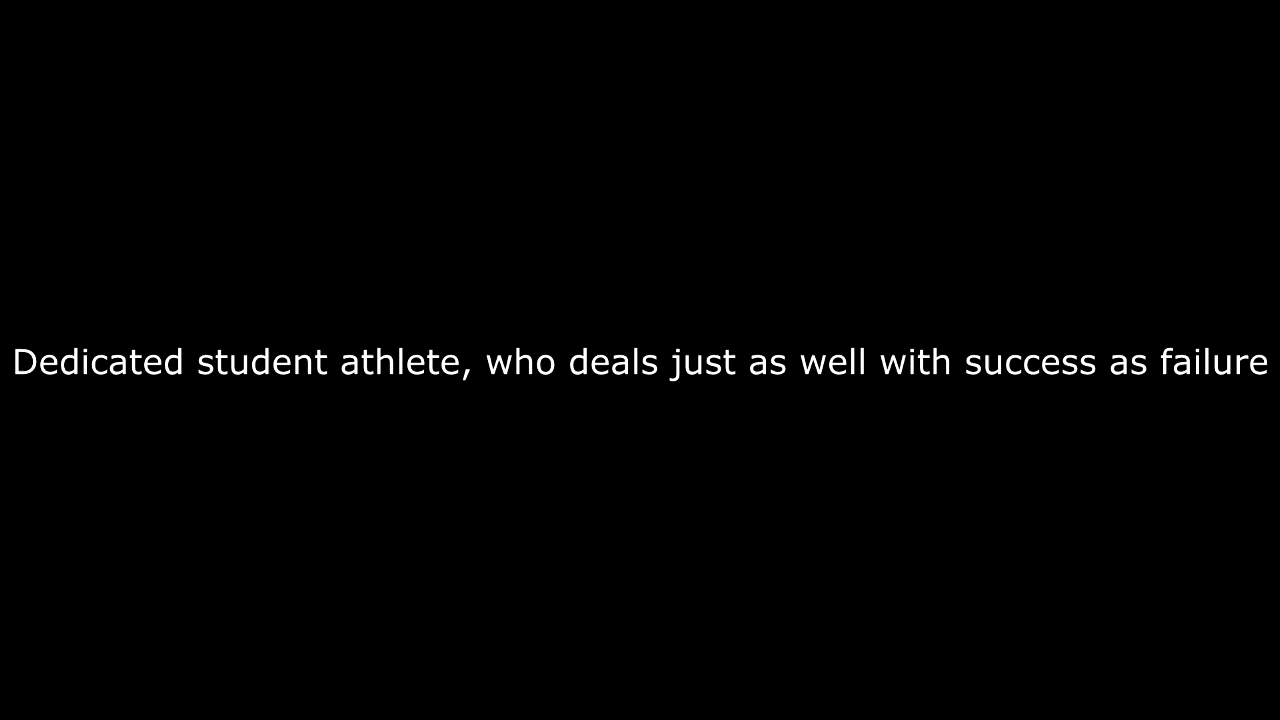 Dedicated student athlete, who deals just as well with success as failure